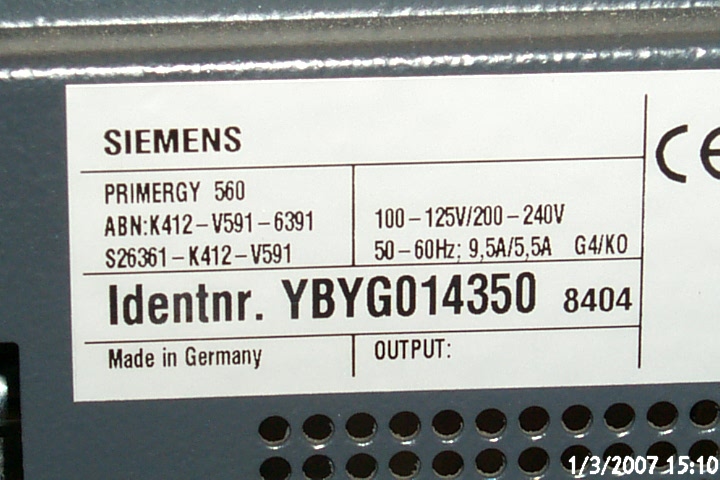 SIEMENS
CE
PRIMERGY 560
ABN:K412-V591-6391
S26361-K412-V591
100-125V/200-240V
50-60Hz; 9,5A/5,5A G4/KO
Identnr. YBYG014350 8404
Made in Germany
OUTPUT:
1/3/2007 15:10